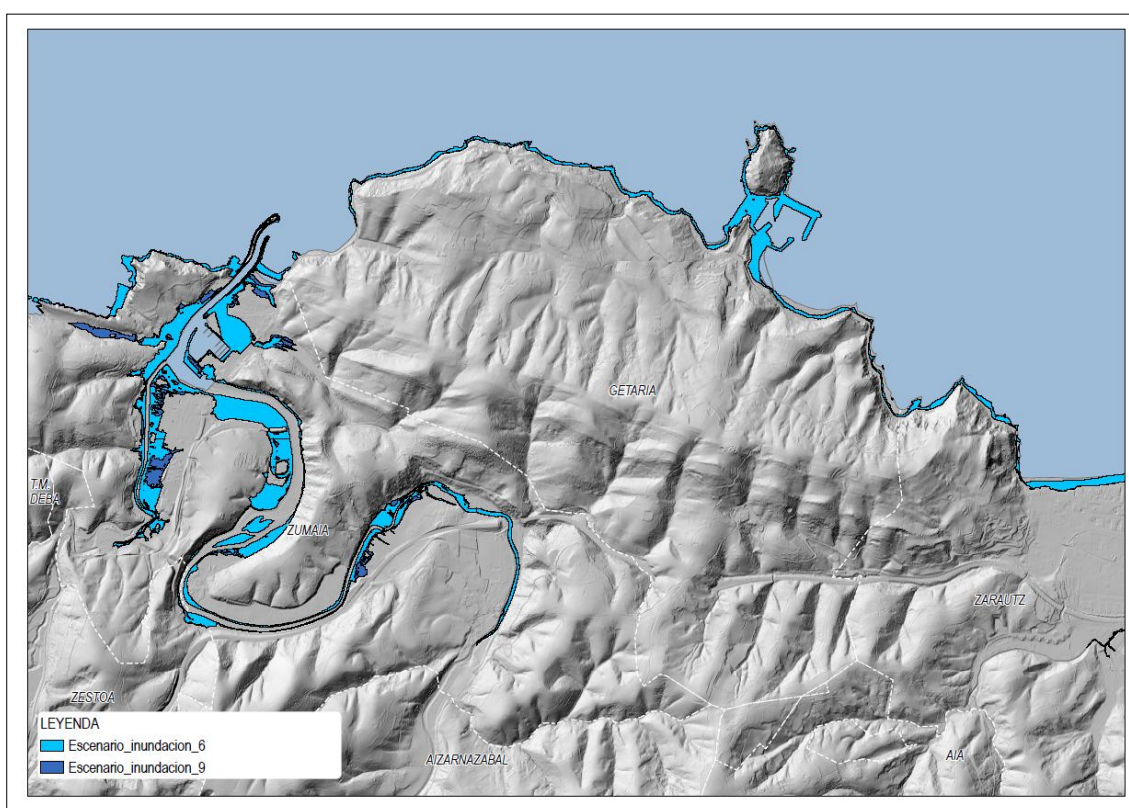 GETARIA
T.M.
DEBA
ZUMAIA
ZARAUTZ
ZESTOA
AIZARNAZABAL
AIA
LEYENDA
Escenario_inundacion_6
Escenario_inundacion_9